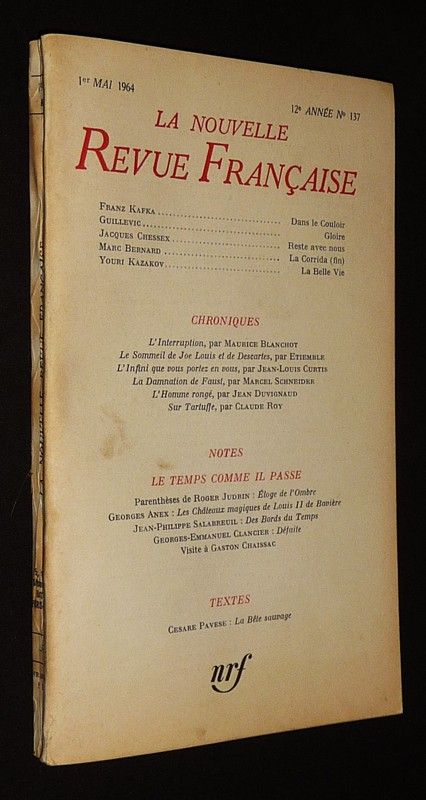 1er MAI 1964
12e ANNÉE No 137
LA NOUVELLE
REVUE FRANÇAISE
FRANZ KAFKA .............................. Dans le Couloir
GUILLEVIC .............................. Gloire
JACQUES CHESSEX .............................. Reste avec nous
MARC BERNARD .............................. La Corrida (fin)
YOURI KAZAKOV .............................. La Belle Vie
CHRONIQUES
L'Interruption, par MAURICE BLANCHOT
Le Sommeil de Joe Louis et de Descartes, par ETIEMBLE
L'Infini que vous portez en vous, par JEAN-LOUIS CURTIS
La Damnation de Faust, par MARCEL SCHNEIDER
L'Homme rongé, par JEAN DUVIGNAUD
Sur Tartuffe, par CLAUDE ROY
NOTES
LE TEMPS COMME IL PASSE
Parenthèses de ROGER JUDRIN : Éloge de l'Ombre
GEORGES ANEX : Les Châteaux magiques de Louis II de Bavière
JEAN-PHILIPPE SALABREUIL : Des Bords du Temps
GEORGES-EMMANUEL CLANCIER : Défaite
Visite à GASTON CHAISSAC
TEXTES
CESARE PAVESE : La Bête sauvage
nrf
LA NOUVELLE REVUE FRANÇAISE